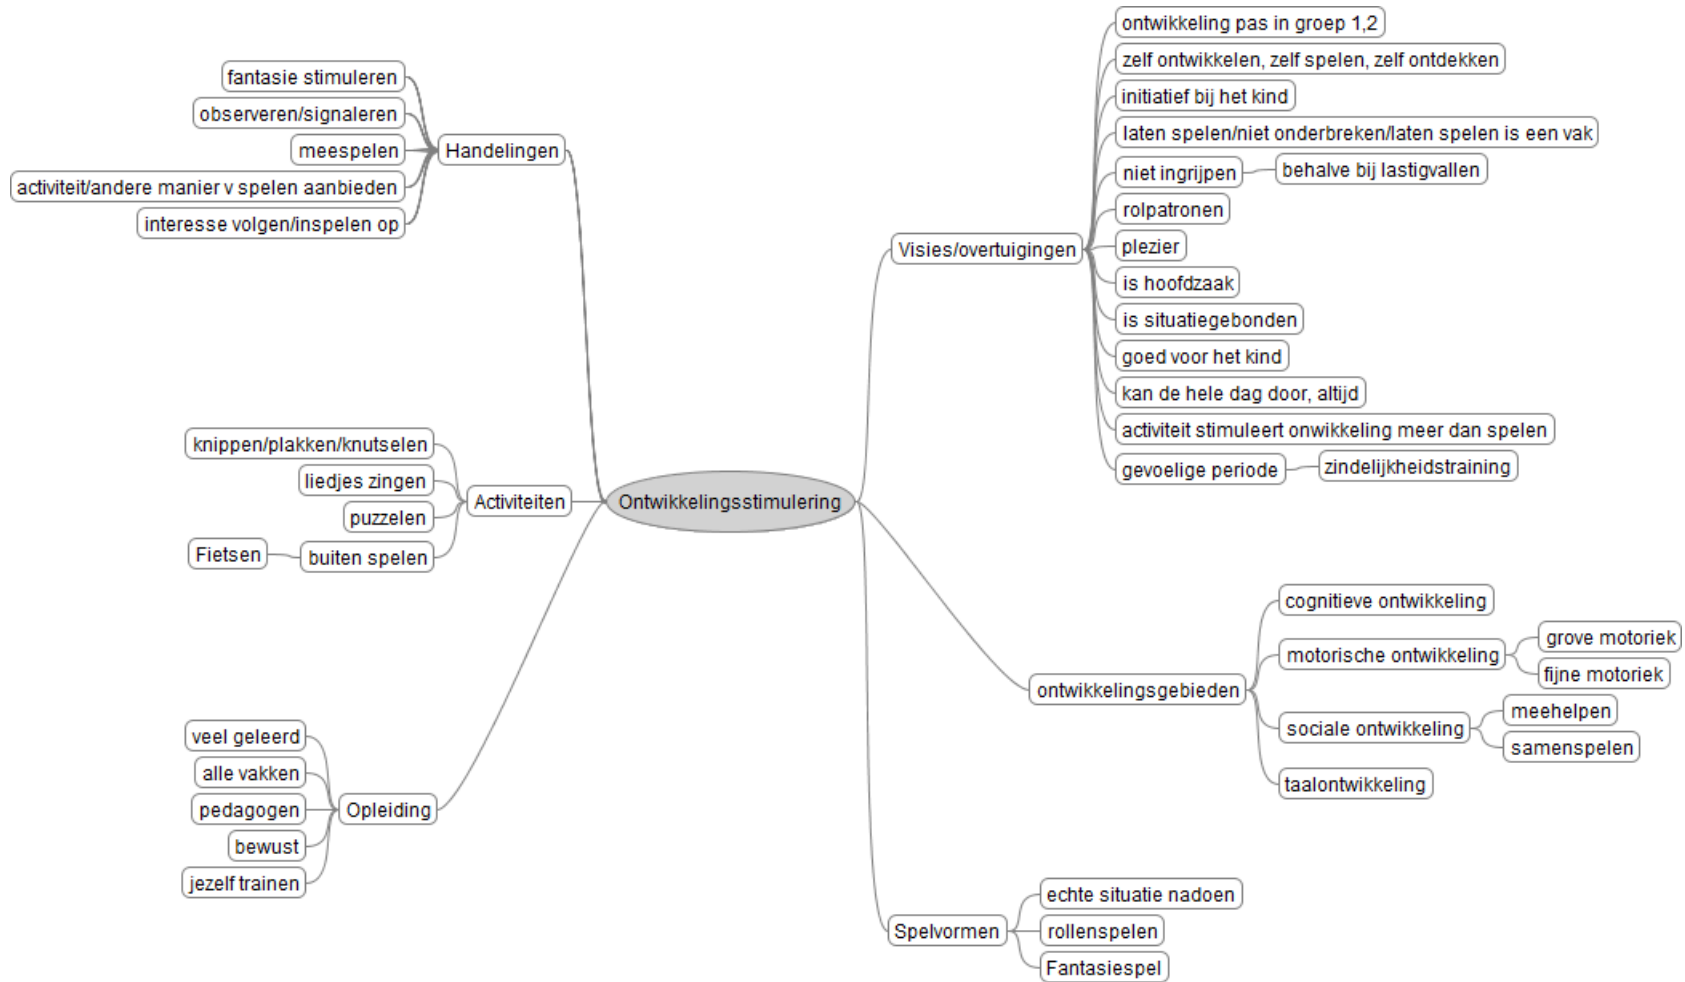 fantasie stimuleren
observeren/signaleren
meespelen
activiteit/andere manier v spelen aanbieden
interesse volgen/inspelen op
Handelingen
knippen/plakken/knutselen
liedjes zingen
puzzelen
Fietsen
buiten spelen
Activiteiten
veel geleerd
alle vakken
pedagogen
bewust
jezelf trainen
Opleiding
Ontwikkelingsstimulering
Visies/overtuigingen
ontwikkeling pas in groep 1,2
zelf ontwikkelen, zelf spelen, zelf ontdekken
initiatief bij het kind
laten spelen/niet onderbreken/laten spelen is een vak
niet ingrijpen
behalve bij lastigvallen
rolpatronen
plezier
is hoofdzaak
is situatiegebonden
goed voor het kind
kan de hele dag door, altijd
activiteit stimuleert onwikkeling meer dan spelen
gevoelige periode
zindelijkheidstraining
ontwikkelingsgebieden
cognitieve ontwikkeling
motorische ontwikkeling
grove motoriek
fijne motoriek
sociale ontwikkeling
meehelpen
samenspelen
taalontwikkeling
Spelvormen
echte situatie nadoen
rollenspelen
Fantasiespel